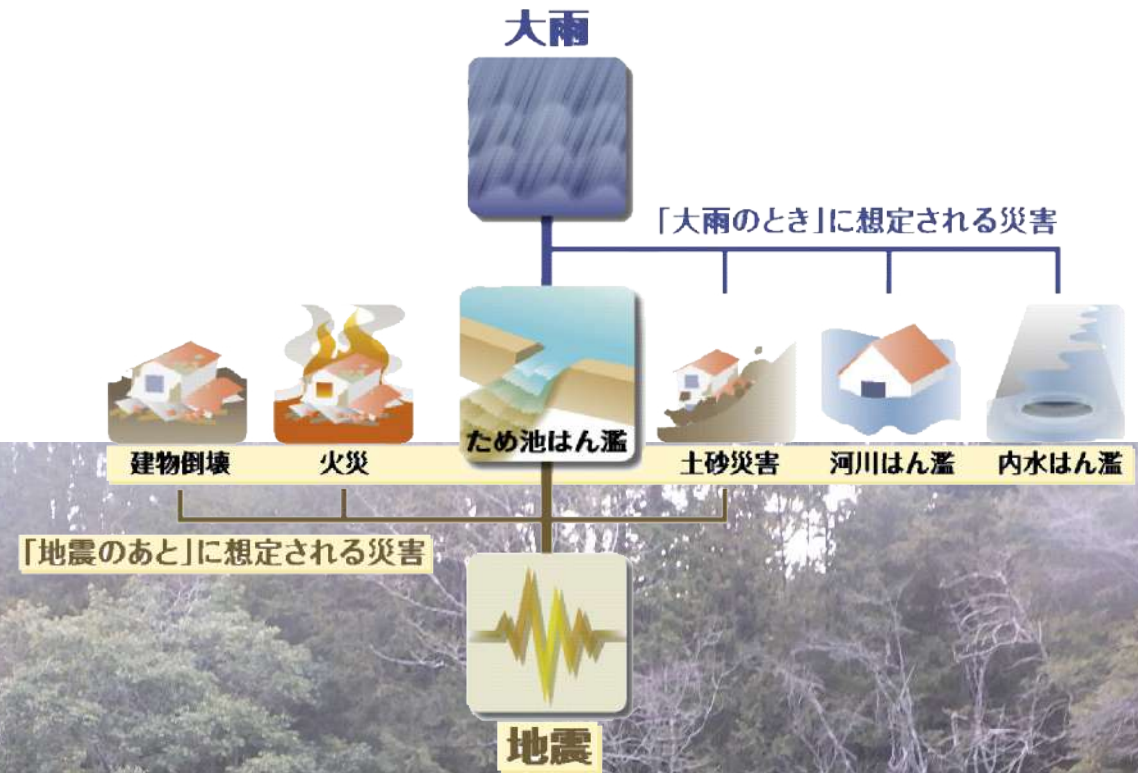 大雨
「大雨のとき」に想定される災害
建物倒壊
火災
ため池はん濫
土砂災害
河川はん濫
内水はん濫
「地震のあと」に想定される災害
地震